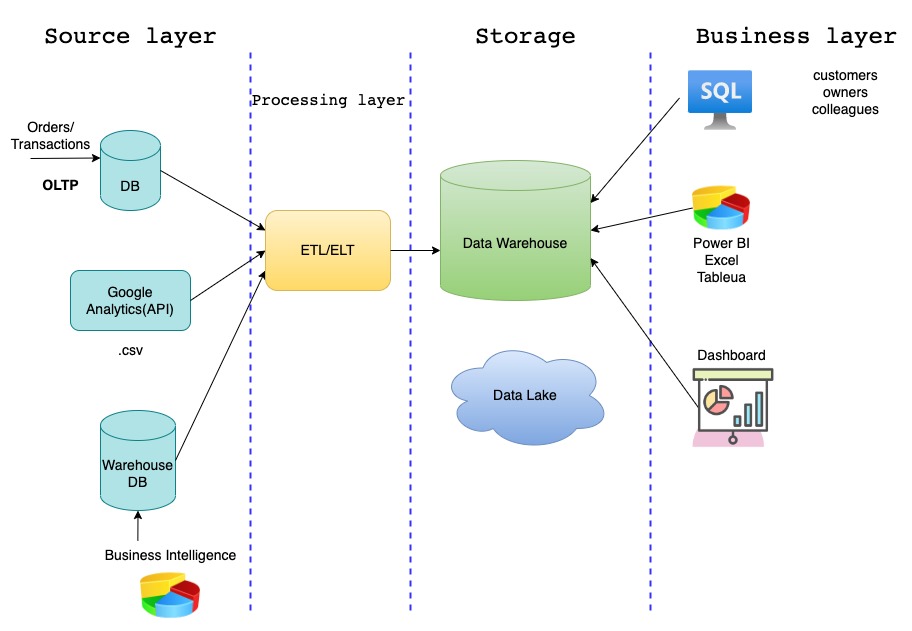 Source layer
Storage
Business layer
Processing layer
customers
owners
colleagues
SQL
Orders/
Transactions
OLTP
DB
Google
Analytics(API)
.csv
Warehouse
DB
Business Intelligence
ETL/ELT
Data Warehouse
Data Lake
Power BI
Excel
Tableua
Dashboard